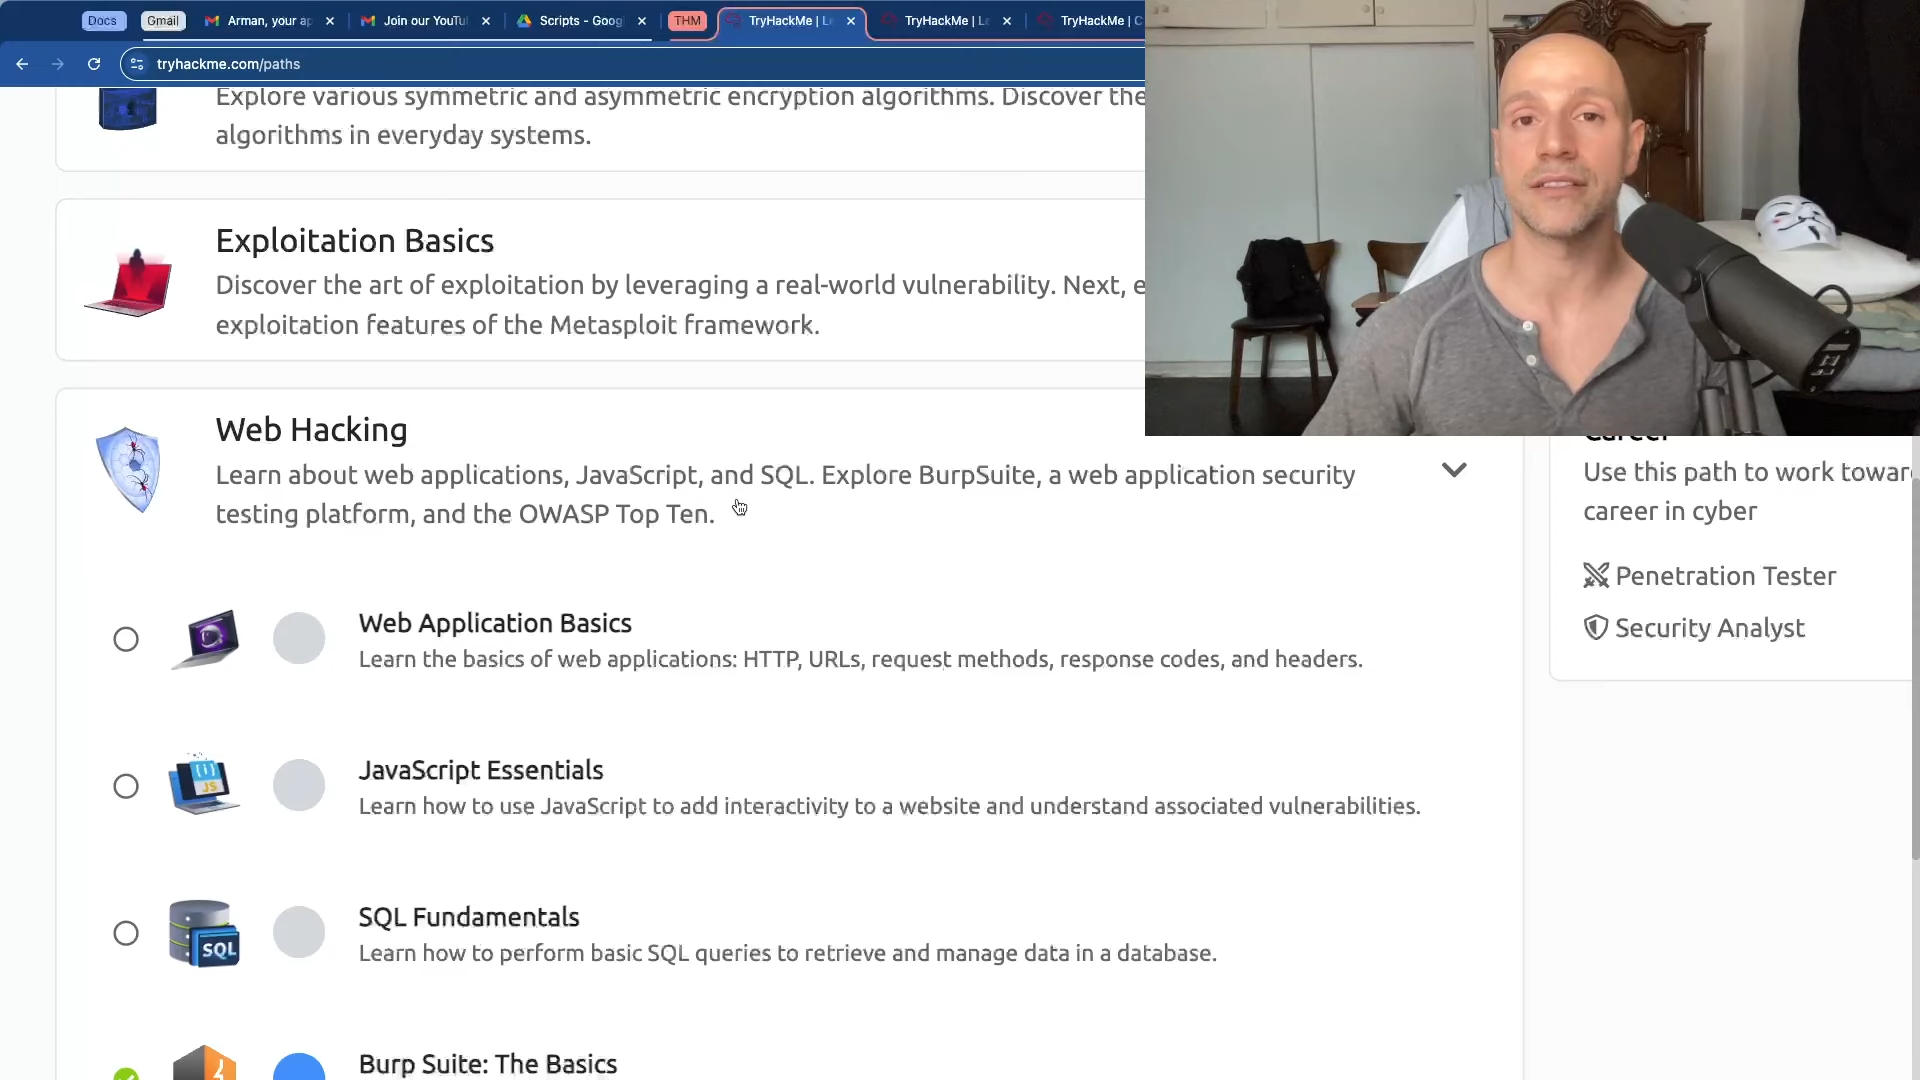 Docs
Gmail
Arman, your ap
Join our YouTu
Scripts - Goog
THM
TryHackMe | Le
TryHackMe | Le
TryHackMe | C
tryhackme.com/paths
Explore various symmetric and asymmetric encryption algorithms. Discover the
algorithms in everyday systems.
Exploitation Basics
Discover the art of exploitation by leveraging a real-world vulnerability. Next, e
exploitation features of the Metasploit framework.
Web Hacking
Learn about web applications, JavaScript, and SQL. Explore BurpSuite, a web application security
testing platform, and the OWASP Top Ten.
Career
Use this path to work towar
career in cyber
Penetration Tester
Security Analyst
Web Application Basics
Learn the basics of web applications: HTTP, URLs, request methods, response codes, and headers.
JavaScript Essentials
Learn how to use JavaScript to add interactivity to a website and understand associated vulnerabilities.
JS
SQL Fundamentals
Learn how to perform basic SQL queries to retrieve and manage data in a database.
SQL
Burp Suite: The Basics